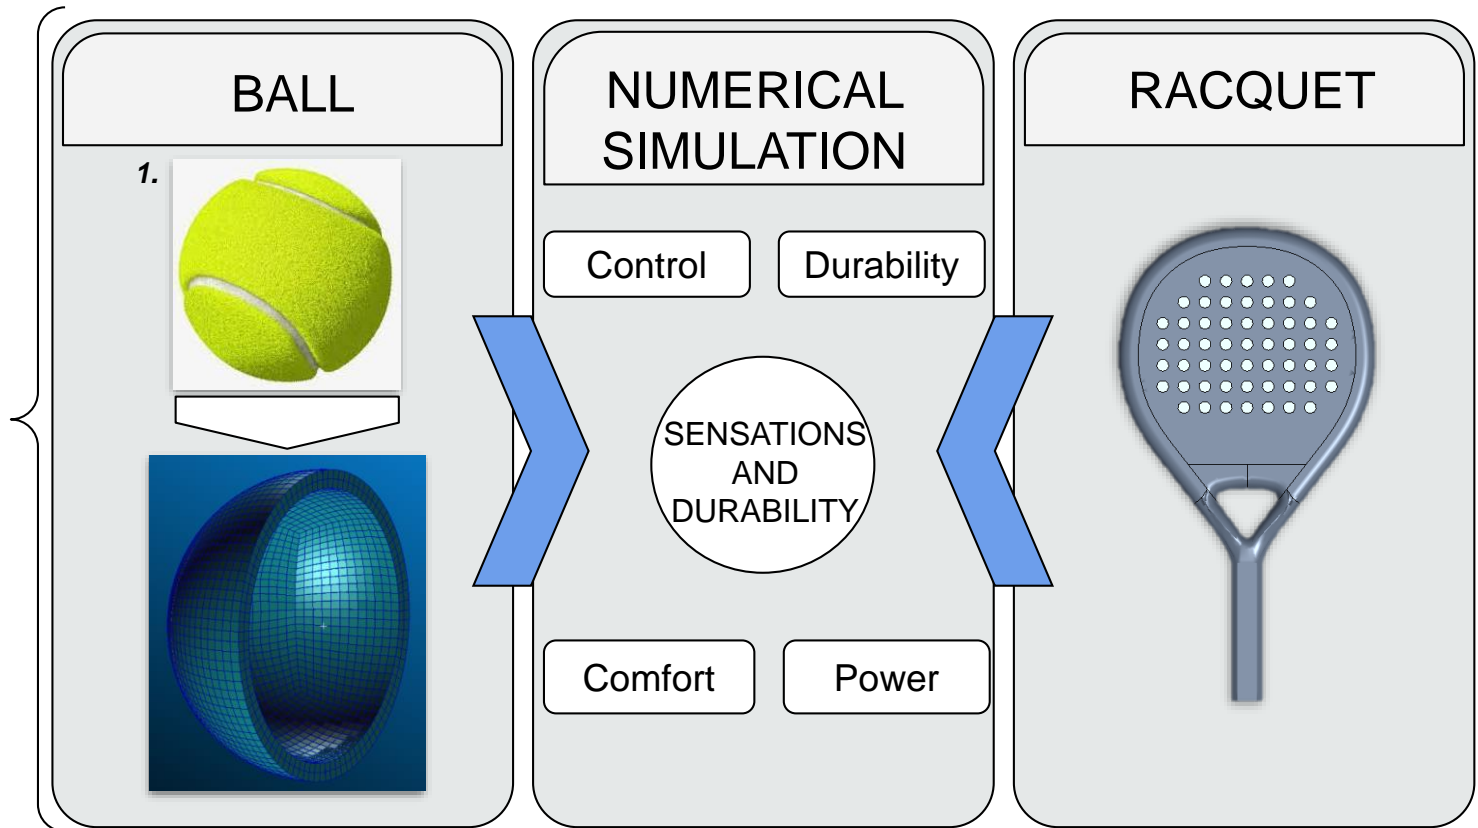 BALL
1.
NUMERICAL
SIMULATION
Control
Durability
SENSATIONS
AND
DURABILITY
Comfort
Power
RACQUET